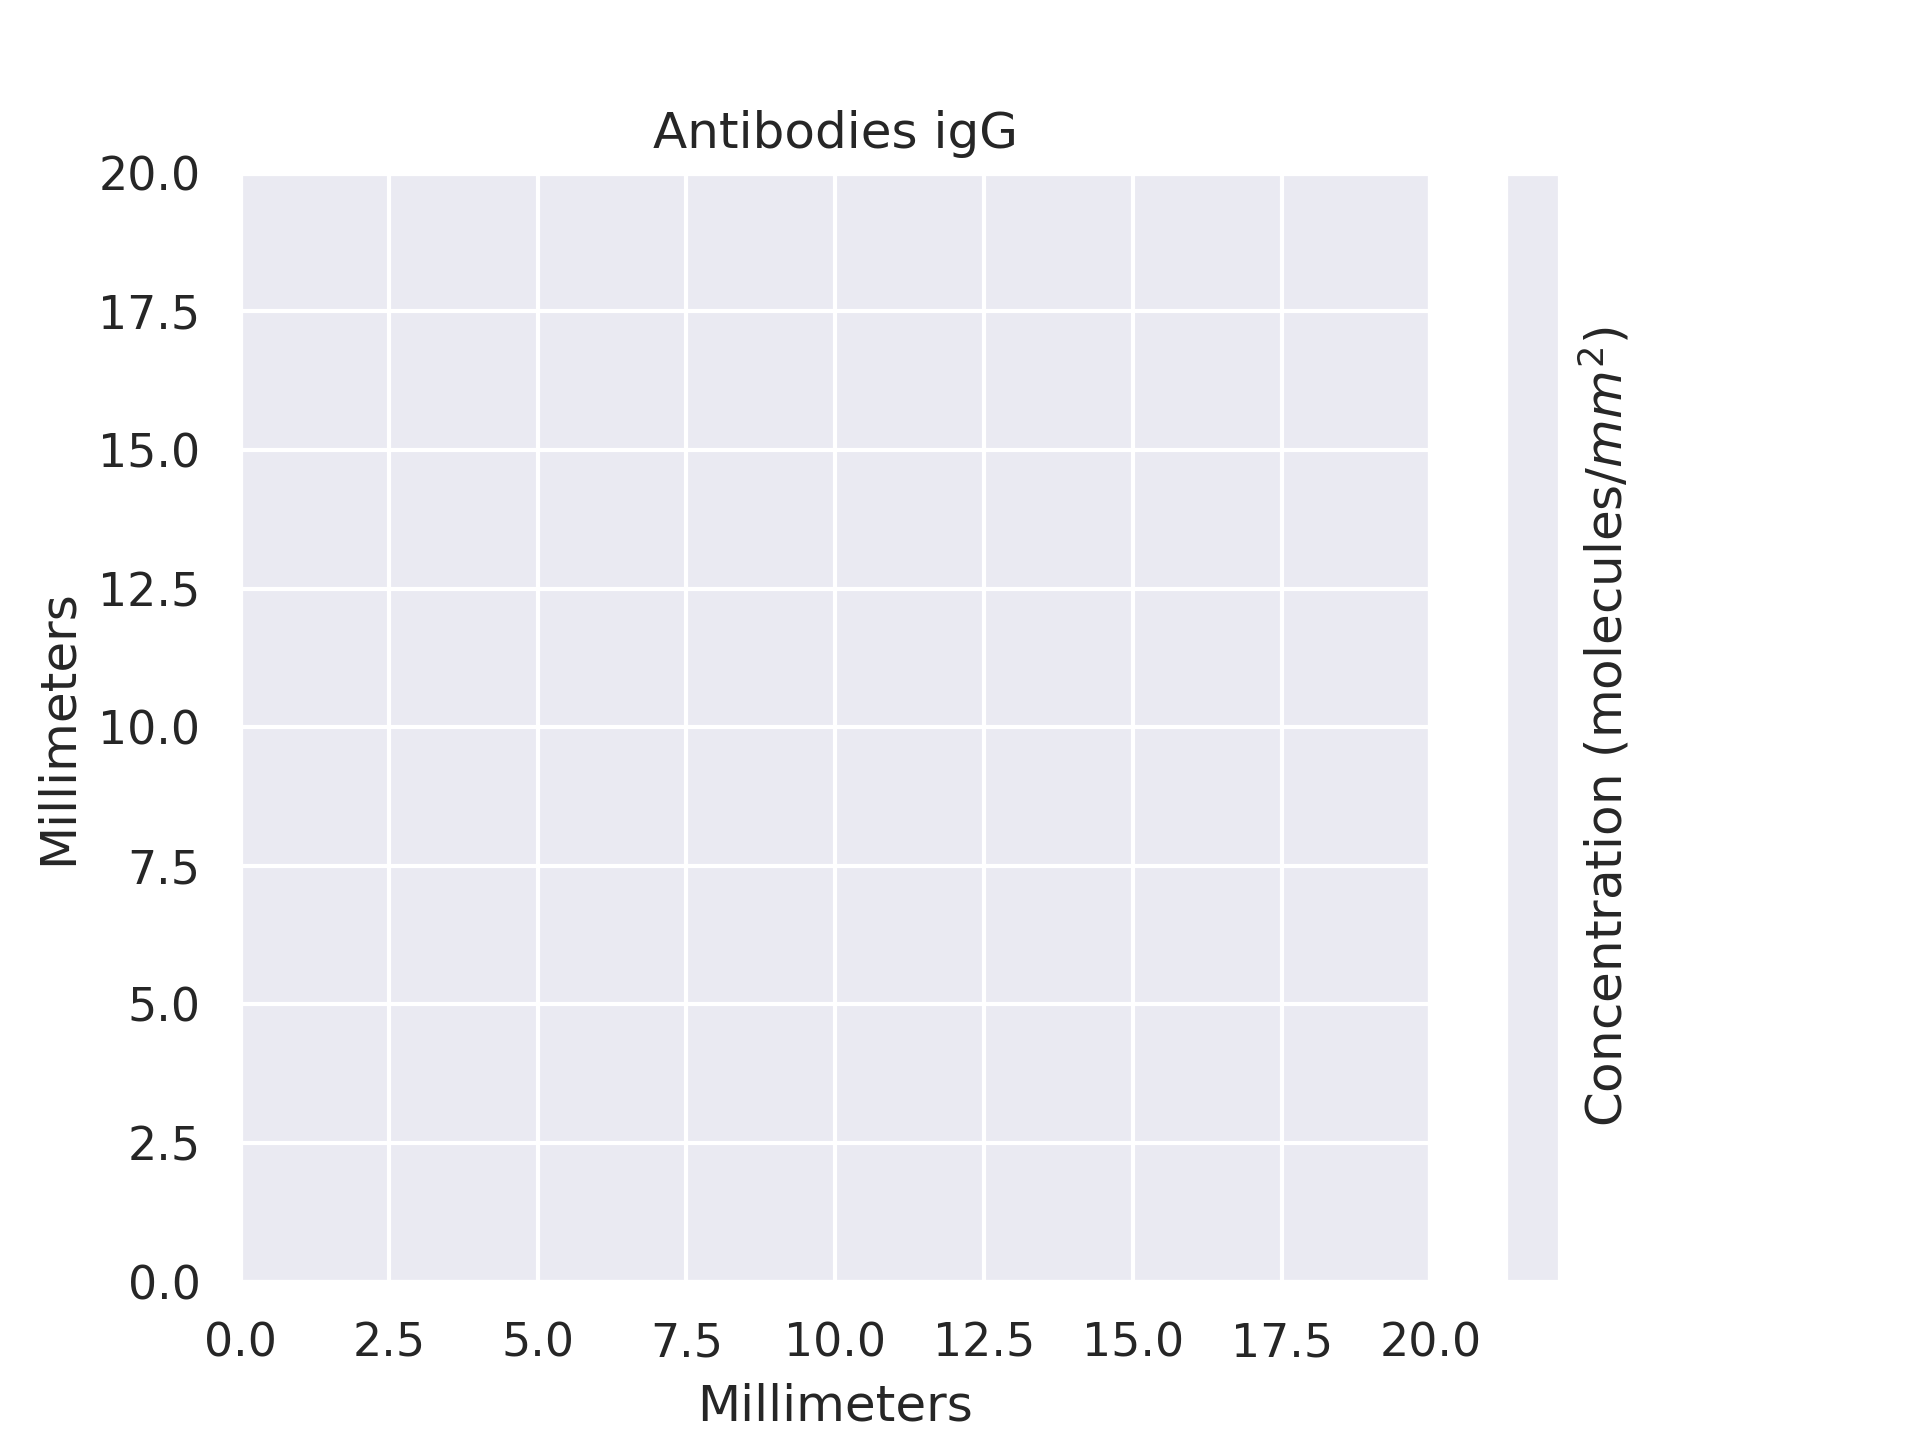 Antibodies igG
20.0
17.5
15.0
12.5
10.0
7.5
5.0
2.5
0.0
Millimeters
0.0 2.5 5.0 7.5 10.0 12.5 15.0 17.5 20.0
Millimeters
Concentration (molecules/mm²)